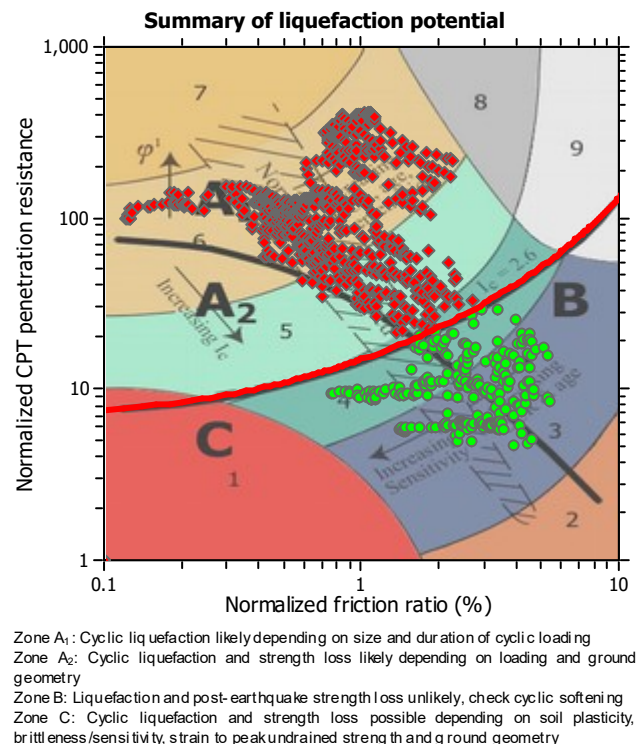 Summary of liquefaction potential
1,000
7
8
9
φ'
A
100
6
Increasing Ic
A2
5
Ic = 2.6
B
Normalized CPT penetration resistance
10
4
C
1
Increasing
Sensitivity
3
age
2
1
0.1
1
10
Normalized friction ratio (%)
Zone A1: Cyclic liquefaction likely depending on size and duration of cyclic loading
Zone A2: Cyclic liquefaction and strength loss likely depending on loading and ground
geometry
Zone B: Liquefaction and post-earthquake strength loss unlikely, check cyclic softening
Zone C: Cyclic liquefaction and strength loss possible depending on soil plasticity,
brittleness/sensitivity, strain to peak undrained strength and ground geometry